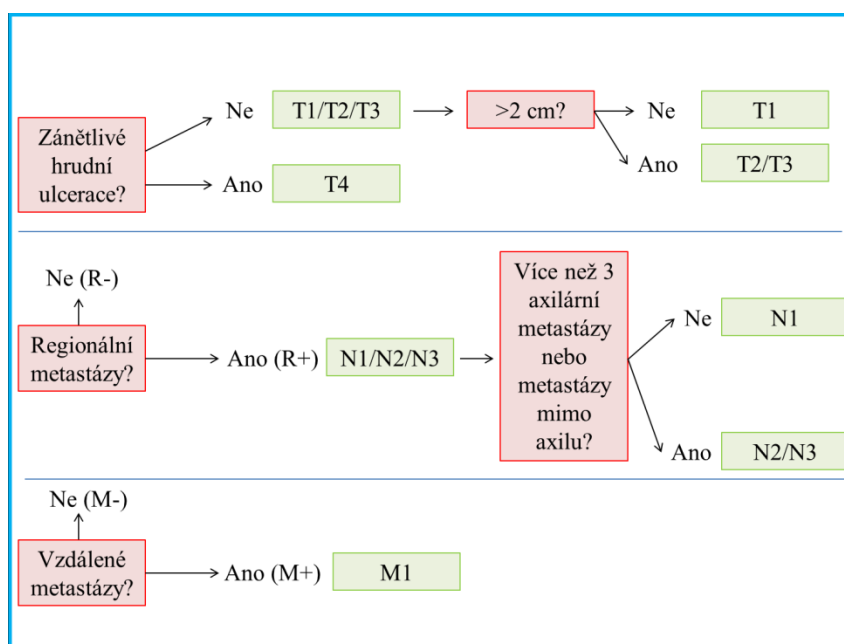 Zánětlivé
hrudní
ulcerace?
Ne
T1/T2/T3
>2 cm?
Ne
T1
Ano
T4
Ano
T2/T3
Ne (R-)
Regionální
metastázy?
Ano (R+)
N1/N2/N3
Více než 3
axilární
metastázy
nebo
metastázy
mimo
axilu?
Ne
N1
Ano
N2/N3
Ne (M-)
Vzdálené
metastázy?
Ano (M+)
M1